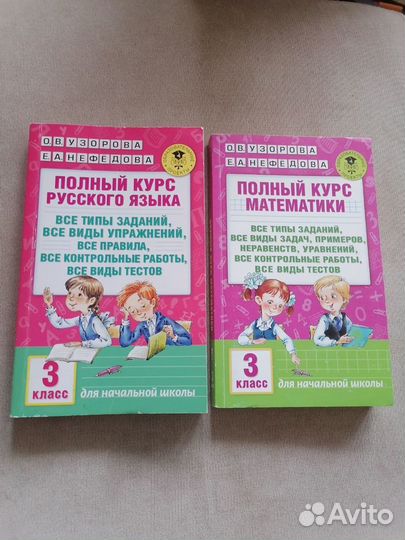 О.В.УЗОРОВА
Е.А.НЕФЕДОВА
ПОЛНЫЙ КУРС
РУССКОГО ЯЗЫКА
ВСЕ ТИПЫ ЗАДАНИЙ,
ВСЕ ВИДЫ УПРАЖНЕНИЙ,
ВСЕ ПРАВИЛА,
ВСЕ КОНТРОЛЬНЫЕ РАБОТЫ,
ВСЕ ВИДЫ ТЕСТОВ
3
КЛАСС
для начальной школы
О.В.УЗОРОВА
Е.А.НЕФЕДОВА
ПОЛНЫЙ КУРС
МАТЕМАТИКИ
ВСЕ ТИПЫ ЗАДАНИЙ,
ВСЕ ВИДЫ ЗАДАЧ, ПРИМЕРОВ,
НЕРАВЕНСТВ, УРАВНЕНИЙ,
ВСЕ КОНТРОЛЬНЫЕ РАБОТЫ,
ВСЕ ВИДЫ ТЕСТОВ
3
КЛАСС
для начальной школы
Avito